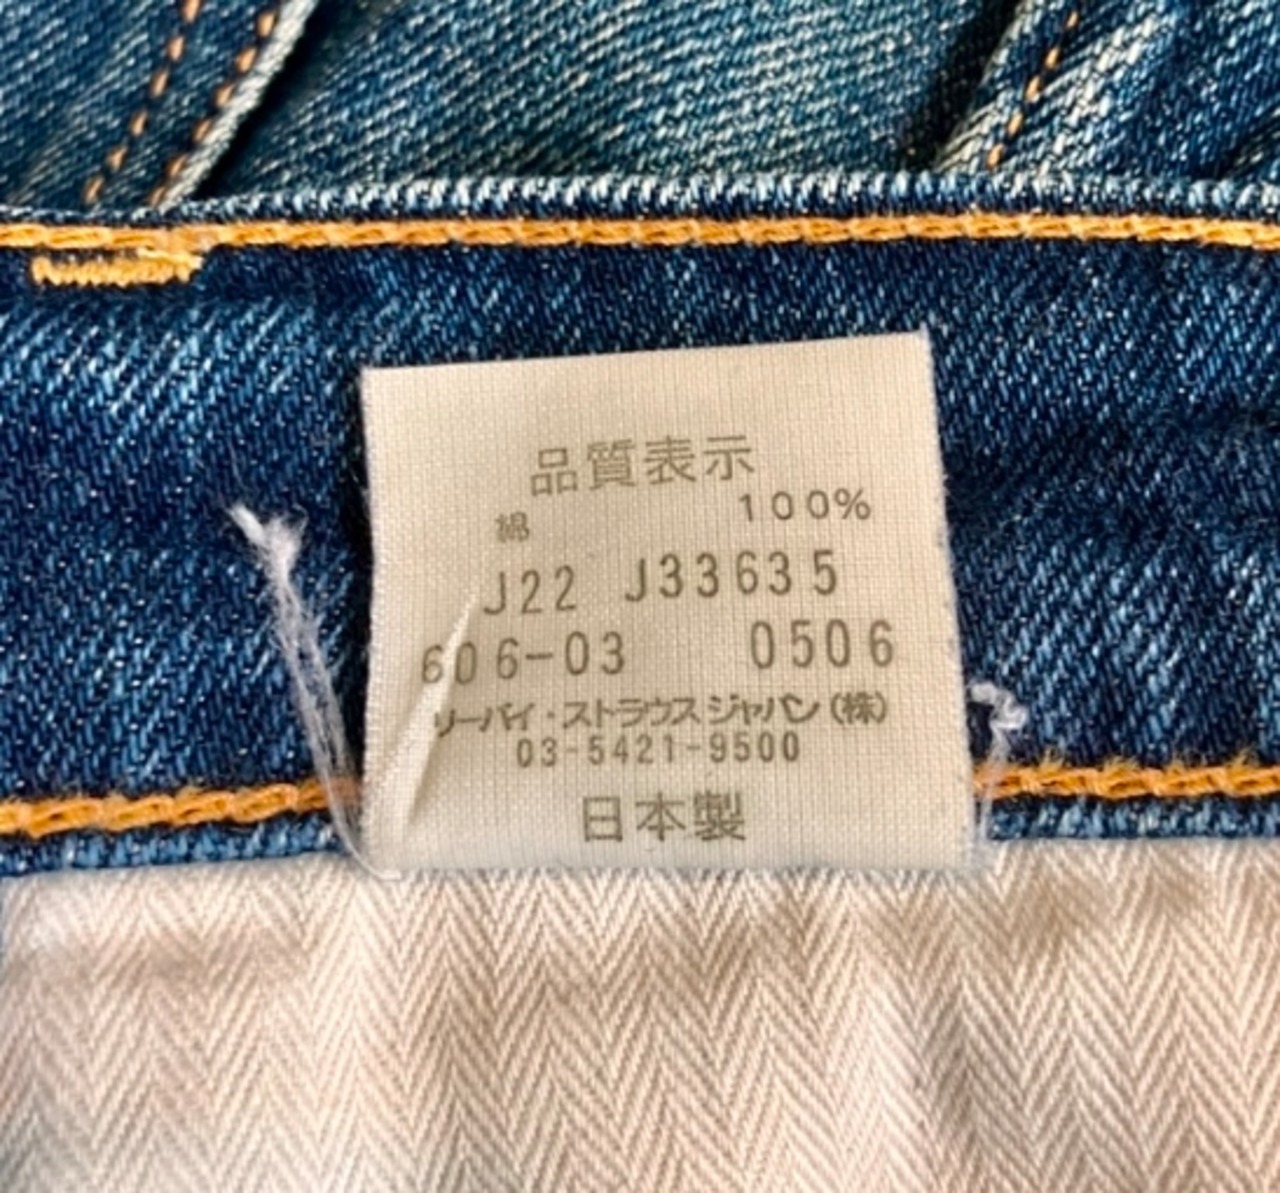 品質表示
綿 100%
J22 J33635
606-03 0506
リーバイ・ストラウスジャパン(株)
03-5421-9500
日本製